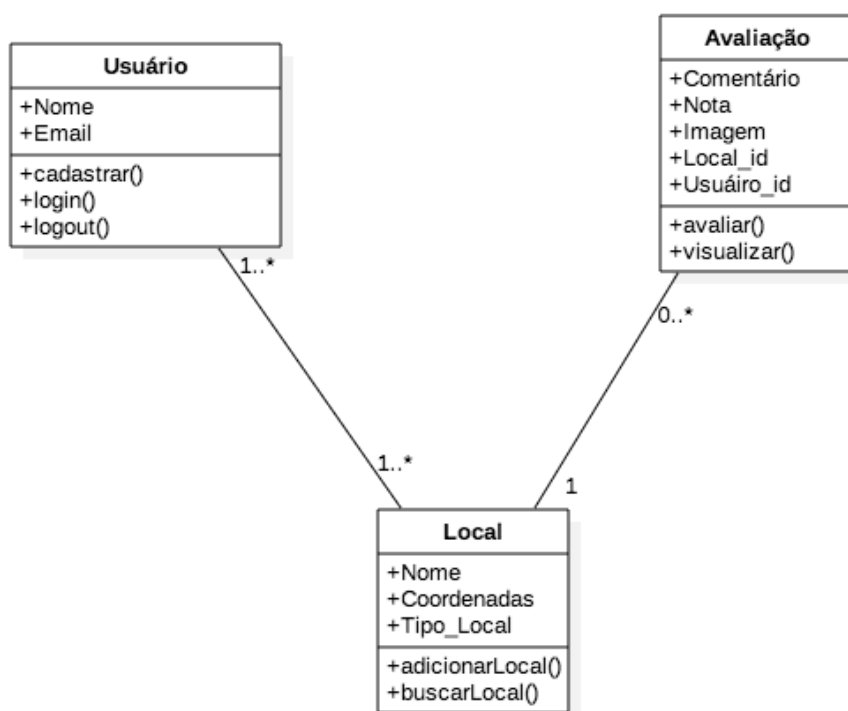 Usuário
+Nome
+Email
+cadastrar()
+login()
+logout()
1..*
Avaliação
+Comentário
+Nota
+Imagem
+Local_id
+Usuáiro_id
+avaliar()
+visualizar()
0..*
1..*
1
Local
+Nome
+Coordenadas
+Tipo_Local
+adicionarLocal()
+buscarLocal()